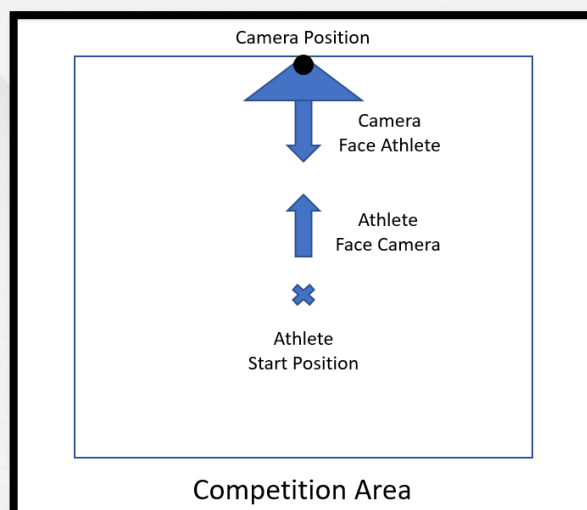 Camera Position
Camera
Face Athlete
Athlete
Face Camera
Athlete
Start Position
Competition Area